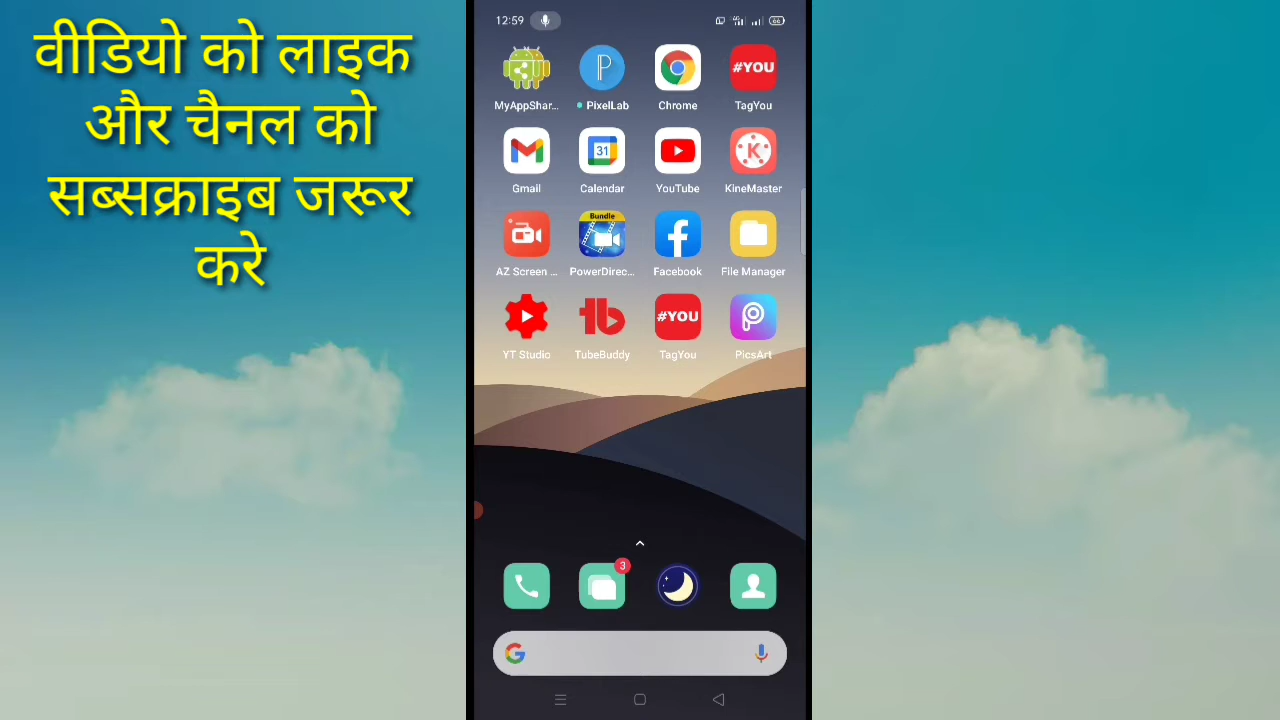 वीडियो को लाइक
और चैनल को
सब्सक्राइब जरूर
करे
12:59
66
MyAppShar... PixelLab Chrome TagYou
#YOU
31
Gmail Calendar YouTube KineMaster
Bundle
AZ Screen ... PowerDirec... Facebook File Manager
#YOU
YT Studio TubeBuddy TagYou PicsArt
3